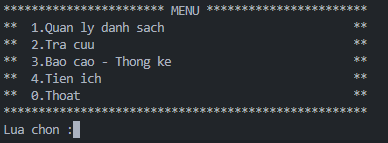 *********************** MENU ***********************
**  1.Quan ly danh sach                           **
**  2.Tra cuu                                     **
**  3.Bao cao - Thong ke                          **
**  4.Tien ich                                    **
**  0.Thoat                                       **
****************************************************
Lua chon :